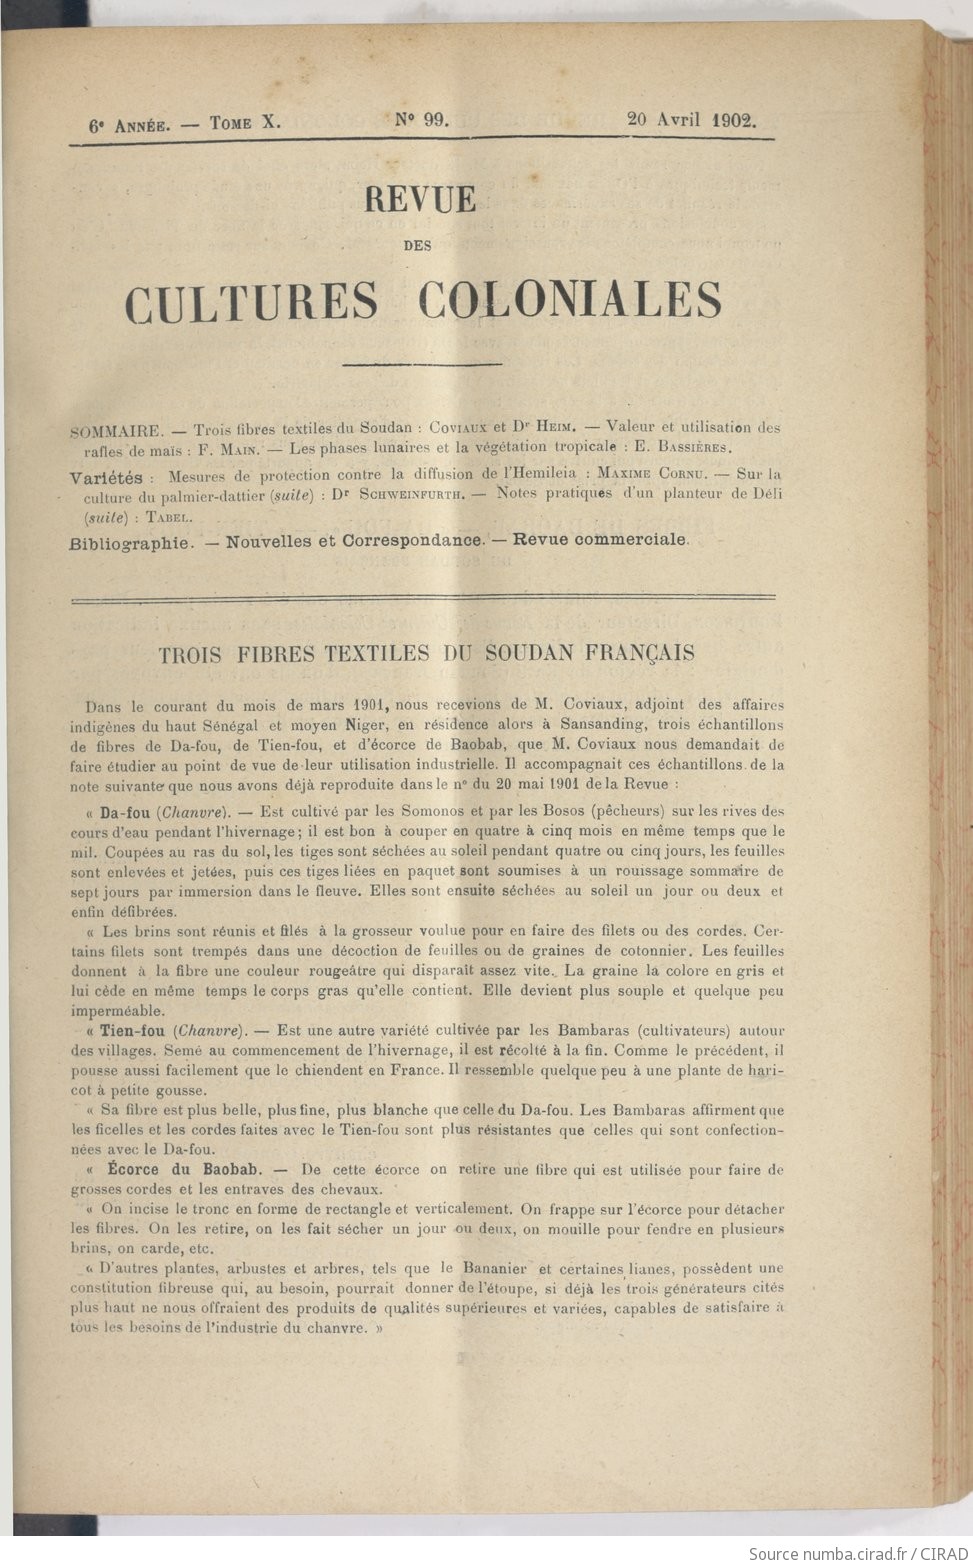 6e ANNÉE. — TOME X. N° 99. 20 Avril 1902.
REVUE
DES
CULTURES COLONIALES
SOMMAIRE. — Trois fibres textiles du Soudan : COVIAUX et Dr HEIM. — Valeur et utilisation des
rafles de maïs : F. MAIN. — Les phases lunaires et la végétation tropicale : E. BASSIÈRES.
Variétés : Mesures de protection contre la diffusion de l'Hemileia : MAXIME CORNU. — Sur la
culture du palmier-dattier (suite) : Dr SCHWEINFURTH. — Notes pratiques d'un planteur de Déli
(suite) : TABEL.
Bibliographie. — Nouvelles et Correspondance. — Revue commerciale.
TROIS FIBRES TEXTILES DU SOUDAN FRANÇAIS
Dans le courant du mois de mars 1901, nous recevions de M. Coviaux, adjoint des affaires
indigènes du haut Sénégal et moyen Niger, en résidence alors à Sansanding, trois échantillons
de fibres de Da-fou, de Tien-fou, et d'écorce de Baobab, que M. Coviaux nous demandait de
faire étudier au point de vue de leur utilisation industrielle. Il accompagnait ces échantillons de la
note suivante que nous avons déjà reproduite dans le n° du 20 mai 1901 de la Revue :
« Da-fou (Chanvre). — Est cultivé par les Somonos et par les Bosos (pêcheurs) sur les rives des
cours d'eau pendant l'hivernage ; il est bon à couper en quatre à cinq mois en même temps que le
mil. Coupées au ras du sol, les tiges sont séchées au soleil pendant quatre ou cinq jours, les feuilles
sont enlevées et jetées, puis ces tiges liées en paquet sont soumises à un rouissage sommaire de
sept jours par immersion dans le fleuve. Elles sont ensuite séchées au soleil un jour ou deux et
enfin défibrées.
« Les brins sont réunis et filés à la grosseur voulue pour en faire des filets ou des cordes. Cer-
tains filets sont trempés dans une décoction de feuilles ou de graines de cotonnier. Les feuilles
donnent à la fibre une couleur rougeâtre qui disparaît assez vite. La graine la colore en gris et
lui cède en même temps le corps gras qu'elle contient. Elle devient plus souple et quelque peu
imperméable.
« Tien-fou (Chanvre). — Est une autre variété cultivée par les Bambaras (cultivateurs) autour
des villages. Semé au commencement de l'hivernage, il est récolté à la fin. Comme le précédent, il
pousse aussi facilement que le chiendent en France. Il ressemble quelque peu à une plante de hari-
cot à petite gousse.
« Sa fibre est plus belle, plus fine, plus blanche que celle du Da-fou. Les Bambaras affirment que
les ficelles et les cordes faites avec le Tien-fou sont plus résistantes que celles qui sont confection-
nées avec le Da-fou.
« Écorce du Baobab. — De cette écorce on retire une fibre qui est utilisée pour faire de
grosses cordes et les entraves des chevaux.
« On incise le tronc en forme de rectangle et verticalement. On frappe sur l'écorce pour détacher
les fibres. On les retire, on les fait sécher un jour ou deux, on mouille pour fendre en plusieurs
brins, on carde, etc.
« D'autres plantes, arbustes et arbres, tels que le Bananier et certaines lianes, possèdent une
constitution fibreuse qui, au besoin, pourrait donner de l'étoupe, si déjà les trois générateurs cités
plus haut ne nous offraient des produits de qualités supérieures et variées, capables de satisfaire à
tous les besoins de l'industrie du chanvre. »
Source numba.cirad.fr / CIRAD